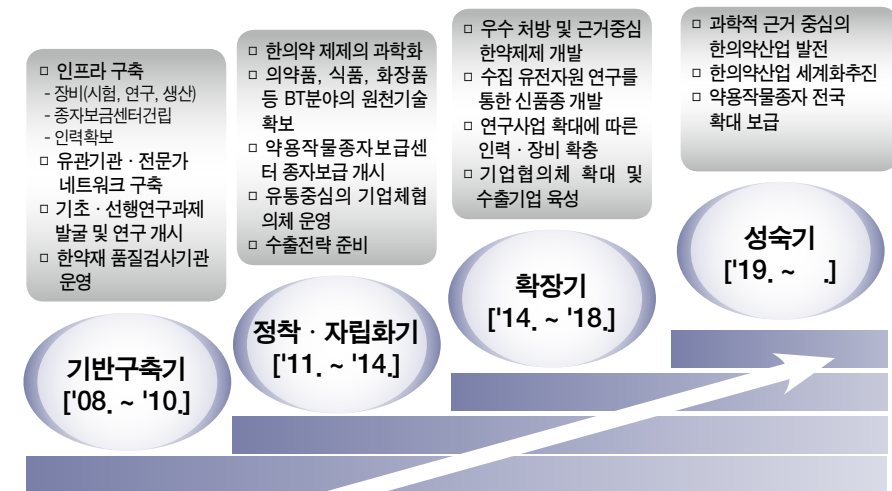 □ 인프라 구축
- 장비(시험, 연구, 생산)
- 종자보금센터건립
- 인력확보
□ 유관기관 · 전문가
네트워크 구축
□ 기초 · 선행연구과제
발굴 및 연구 개시
□ 한약재 품질검사기관
운영
기반구축기
['08. ~ '10.]
□ 한의약 제제의 과학화
□ 의약품, 식품, 화장품
등 BT분야의 원천기술
확보
□ 약용작물종자보급센
터 종자보급 개시
□ 유통중심의 기업체협
의체 운영
□ 수출전략 준비
정착 · 자립화기
['11. ~ '14.]
□ 우수 처방 및 근거중심
한약제제 개발
□ 수집 유전자원 연구를
통한 신품종 개발
□ 연구사업 확대에 따른
인력 · 장비 확충
□ 기업협의체 확대 및
수출기업 육성
확장기
['14. ~ '18.]
□ 과학적 근거 중심의
한의약산업 발전
□ 한의약산업 세계화추진
□ 약용작물종자 전국
확대 보급
성숙기
['19. ~ .]